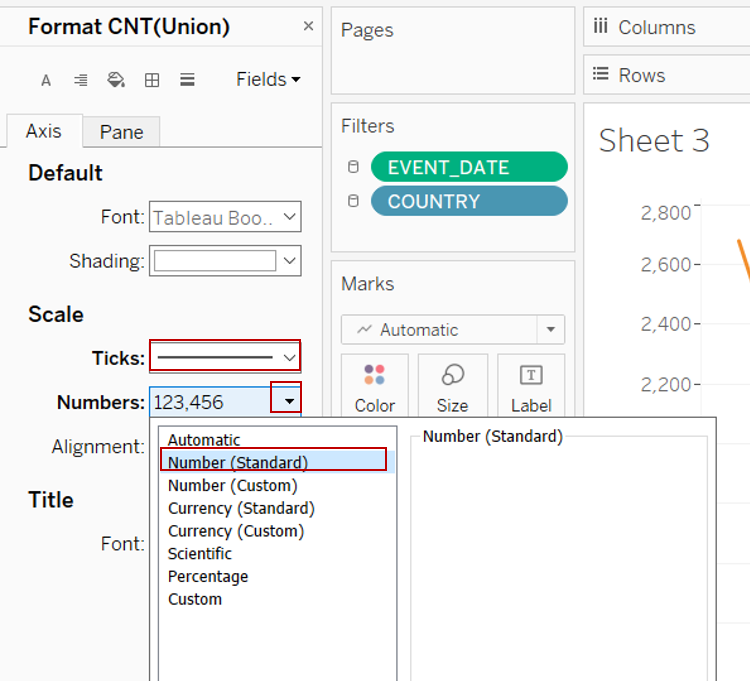 Format CNT(Union)
×
A
Fields
Axis
Pane
Default
Font: Tableau Boo..
Shading:
Scale
Ticks:
Numbers: 123,456
Alignment:
Title
Font:
Automatic
Number (Standard)
Number (Custom)
Currency (Standard)
Currency (Custom)
Scientific
Percentage
Custom
Number (Standard)
Pages
Filters
EVENT_DATE
COUNTRY
Marks
Automatic
Color
Size
T
Label
Columns
Rows
Sheet 3
2,800
2,600
2,400
2,200